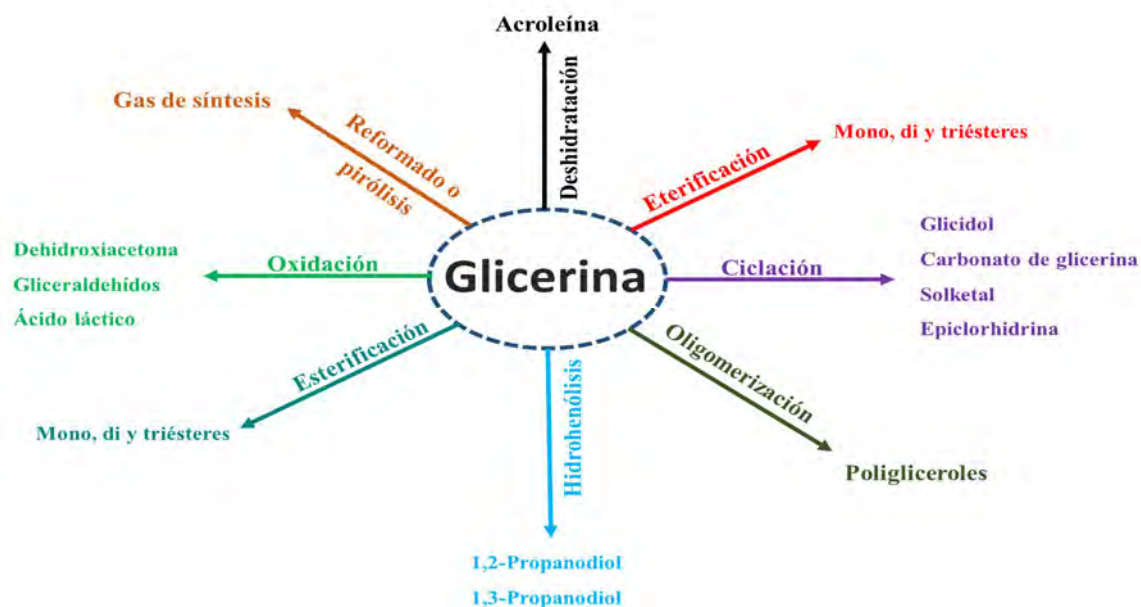 Acroleína
Deshidratación
Gas de síntesis
Reformado o
pirólisis
Mono, di y triésteres
Eterificación
Dehidroxiacetona
Gliceraldehídos
Ácido láctico
Oxidación
Glicerina
Ciclación
Glicidol
Carbonato de glicerina
Solketal
Epiclorhidrina
Esterificación
Mono, di y triésteres
Hidrohenólisis
Oligomerización
Poligliceroles
1,2-Propanodiol
1,3-Propanodiol